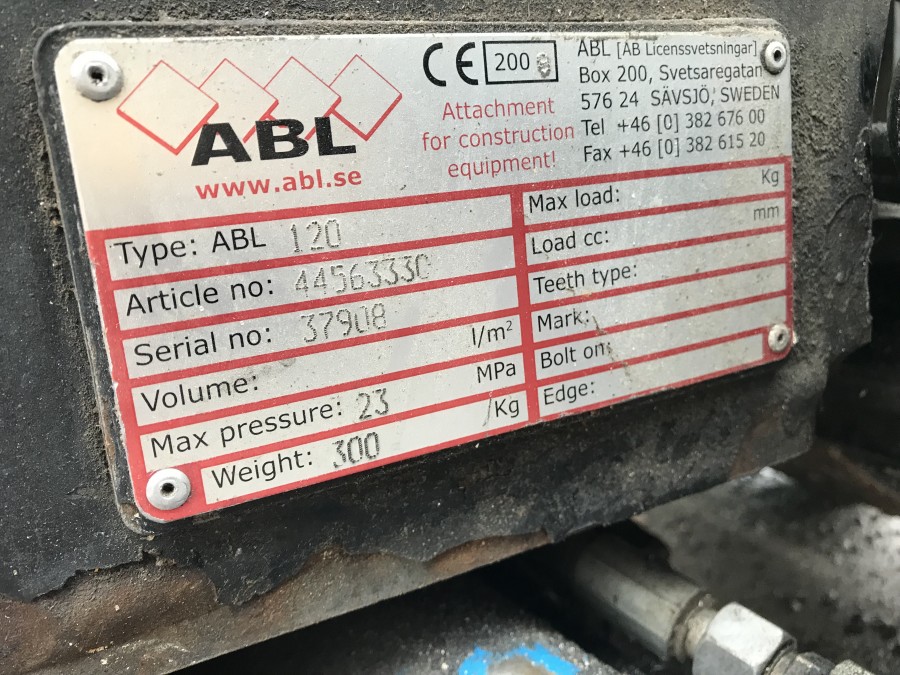 ABL
www.abl.se
CE 200
Attachment
for construction
equipment!
ABL [AB Licenssvetsningar]
Box 200, Svetsaregatan
576 24 SÄVSJÖ, SWEDEN
Tel +46 [0] 382 676 00
Fax +46 [0] 382 615 20
Type: ABL 120
Article no: 44563330
Serial no: 37908
Volume: l/m²
Max pressure: 23 MPa
Weight: 300 Kg
Max load: Kg
Load cc: mm
Teeth type:
Mark:
Bolt on:
Edge: